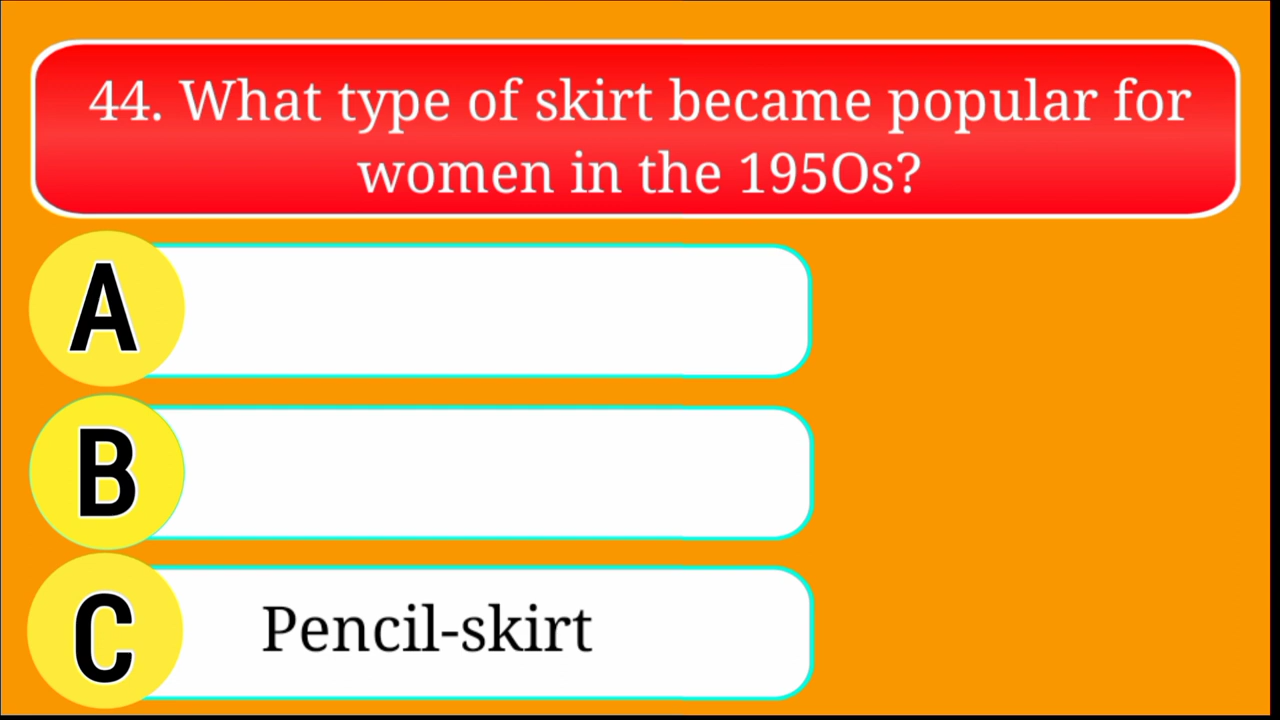 44. What type of skirt became popular for
women in the 195Os?
A
B
C
Pencil-skirt